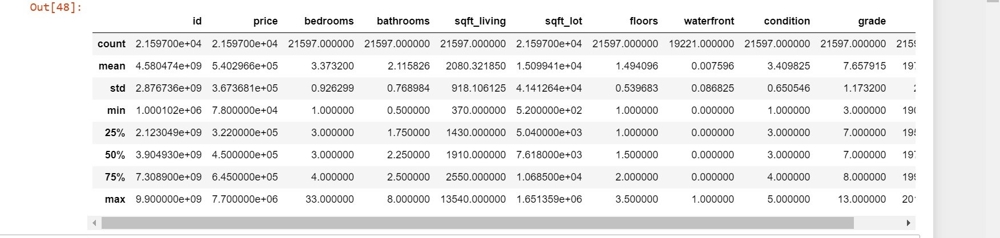 Out[48]:
id price bedrooms bathrooms sqft_living sqft_lot floors waterfront condition grade
count 2.159700e+04 2.159700e+04 21597.000000 21597.000000 21597.000000 2.159700e+04 21597.000000 19221.000000 21597.000000 21597.000000 215
mean 4.580474e+09 5.402966e+05 3.373200 2.115826 2080.321850 1.509941e+04 1.494096 0.007596 3.409825 7.657915 197
std 2.876736e+09 3.673681e+05 0.926299 0.768984 918.106125 4.141264e+04 0.539683 0.086825 0.650546 1.173200
min 1.000102e+06 7.800000e+04 1.000000 0.500000 370.000000 5.200000e+02 1.000000 0.000000 1.000000 3.000000 190
25% 2.123049e+09 3.220000e+05 3.000000 1.750000 1430.000000 5.040000e+03 1.000000 0.000000 3.000000 7.000000 195
50% 3.904930e+09 4.500000e+05 3.000000 2.250000 1910.000000 7.618000e+03 1.500000 0.000000 3.000000 7.000000 197
75% 7.308900e+09 6.450000e+05 4.000000 2.500000 2550.000000 1.068500e+04 2.000000 0.000000 4.000000 8.000000 199
max 9.900000e+09 7.700000e+06 33.000000 8.000000 13540.000000 1.651359e+06 3.500000 1.000000 5.000000 13.000000 201